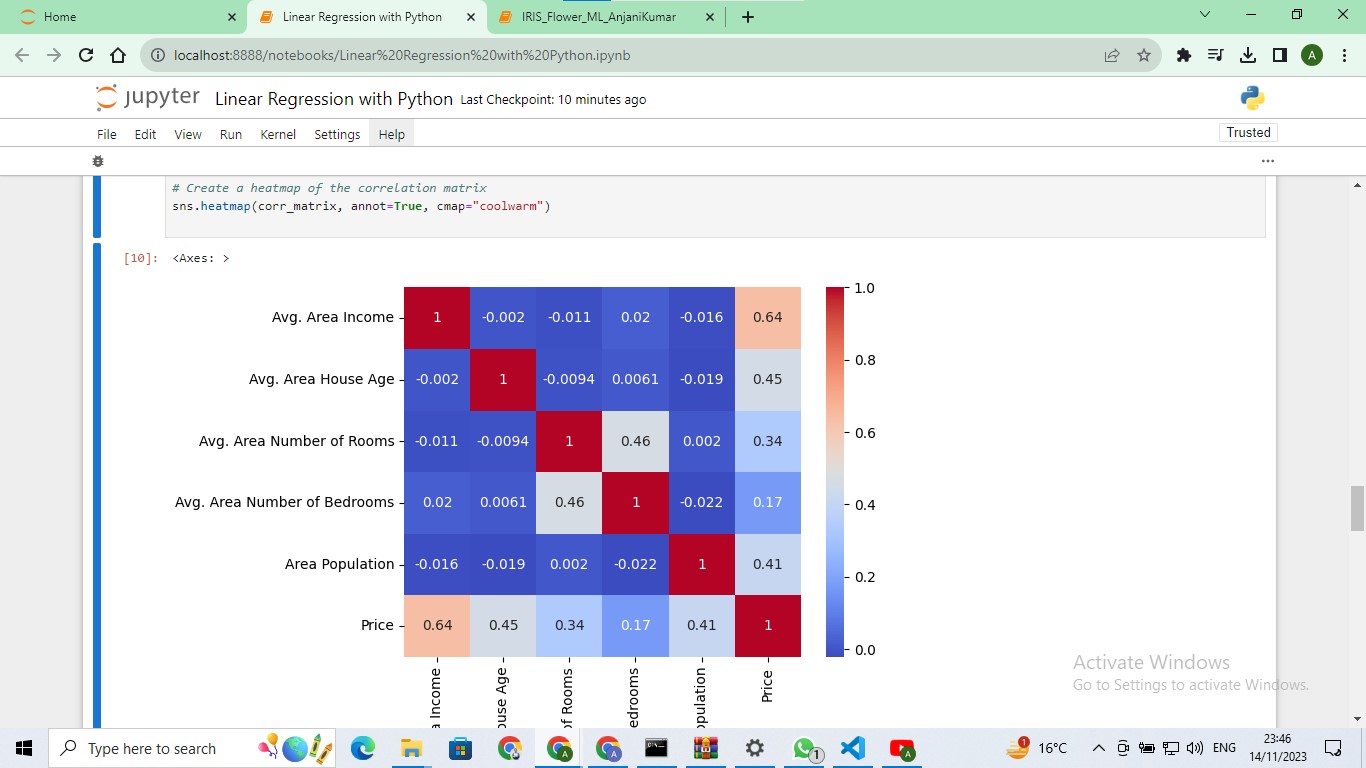 Home
Linear Regression with Python
IRIS_Flower_ML_AnjaniKumar
localhost:8888/notebooks/Linear%20Regression%20with%20Python.ipynb
A
jupyter Linear Regression with Python Last Checkpoint: 10 minutes ago
File Edit View Run Kernel Settings Help
Trusted
# Create a heatmap of the correlation matrix
sns.heatmap(corr_matrix, annot=True, cmap="coolwarm")
[10]: <Axes: >
Avg. Area Income 1 -0.002 -0.011 0.02 -0.016 0.64
Avg. Area House Age -0.002 1 -0.0094 0.0061 -0.019 0.45
Avg. Area Number of Rooms -0.011 -0.0094 1 0.46 0.002 0.34
Avg. Area Number of Bedrooms 0.02 0.0061 0.46 1 -0.022 0.17
Area Population -0.016 -0.019 0.002 -0.022 1 0.41
Price 0.64 0.45 0.34 0.17 0.41 1
1.0
0.8
0.6
0.4
0.2
0.0
Income
Age
of Rooms
Price
Activate Windows
Go to Settings to activate Windows.
Type here to search
16°C
ENG
23:46
14/11/2023